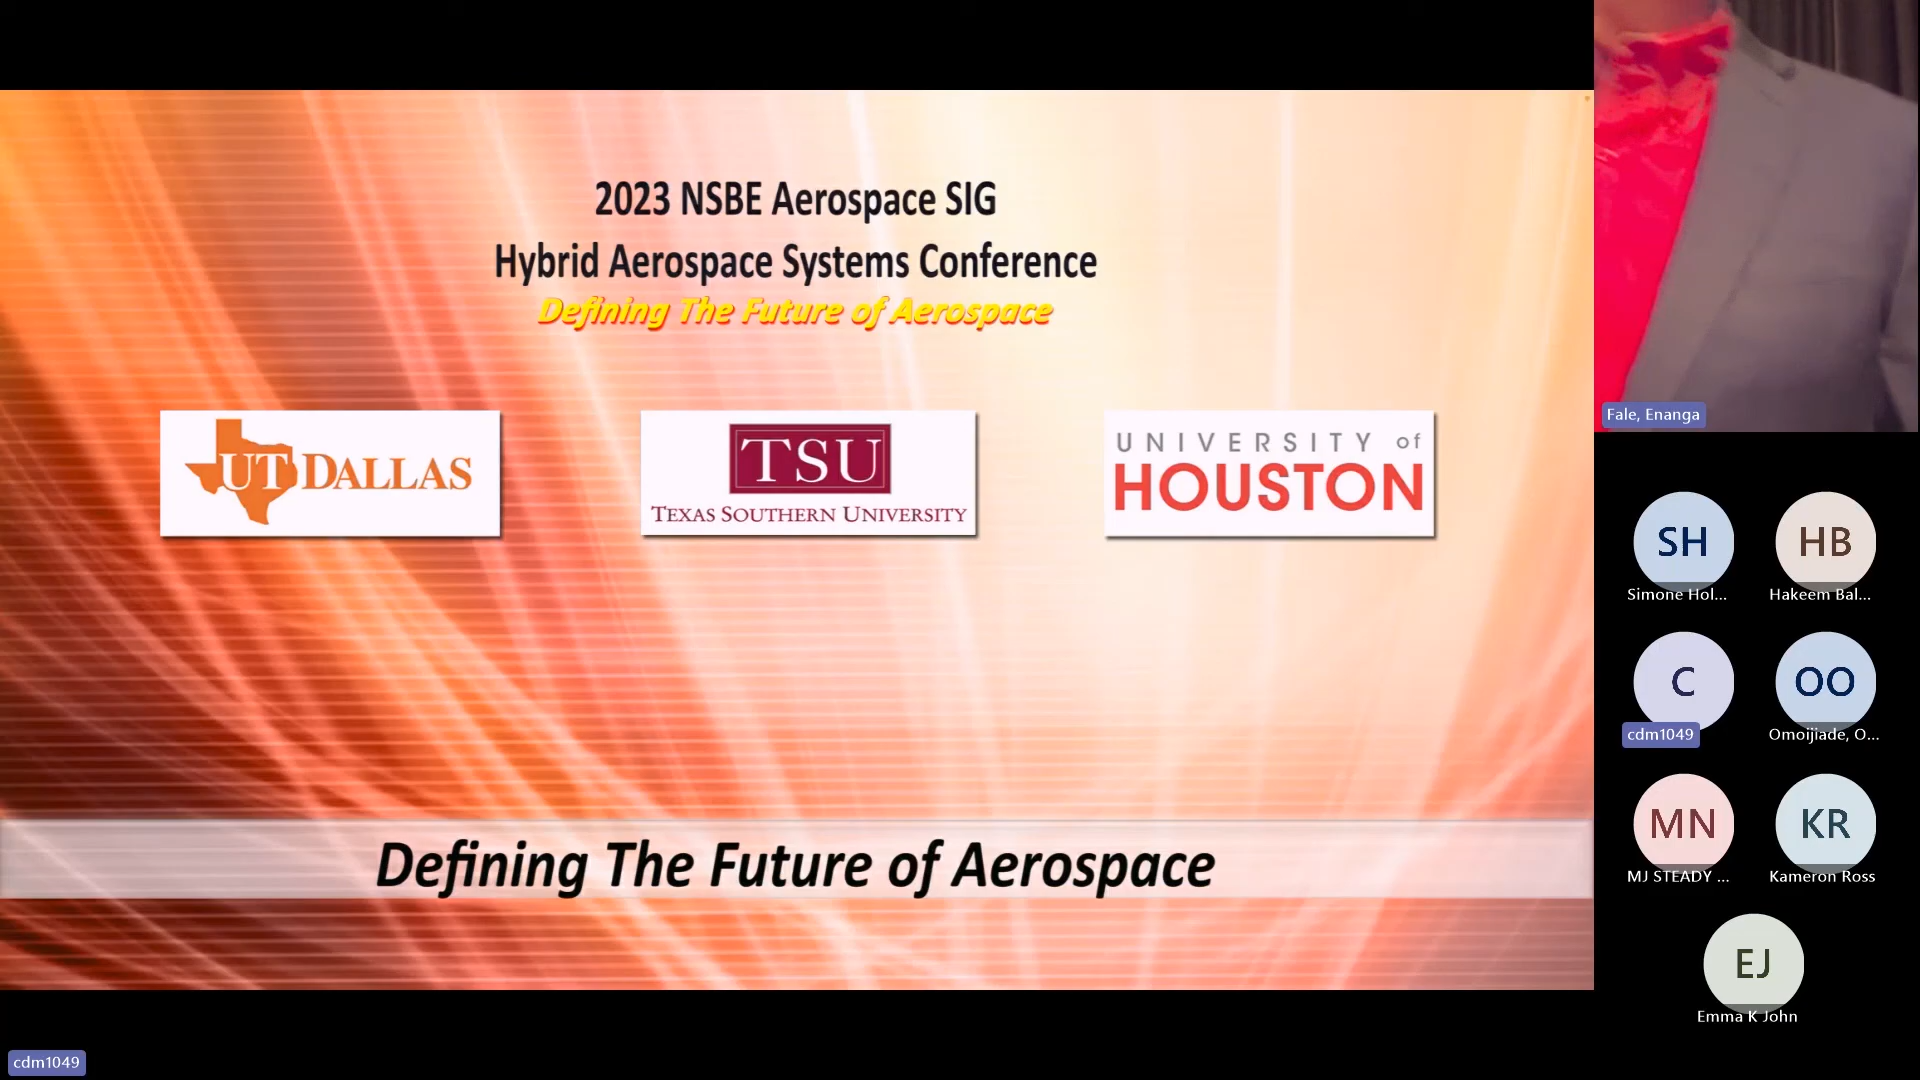 2023 NSBE Aerospace SIG
Hybrid Aerospace Systems Conference
Defining The Future of Aerospace
UT DALLAS
TSU
TEXAS SOUTHERN UNIVERSITY
UNIVERSITY of
HOUSTON
Defining The Future of Aerospace
cdm1049
Fale, Enanga
SH
Simone Hol...
HB
Hakeem Bal...
C
cdm1049
OO
Omoijiade, O...
MN
MJ STEADY ...
KR
Kameron Ross
EJ
Emma K John